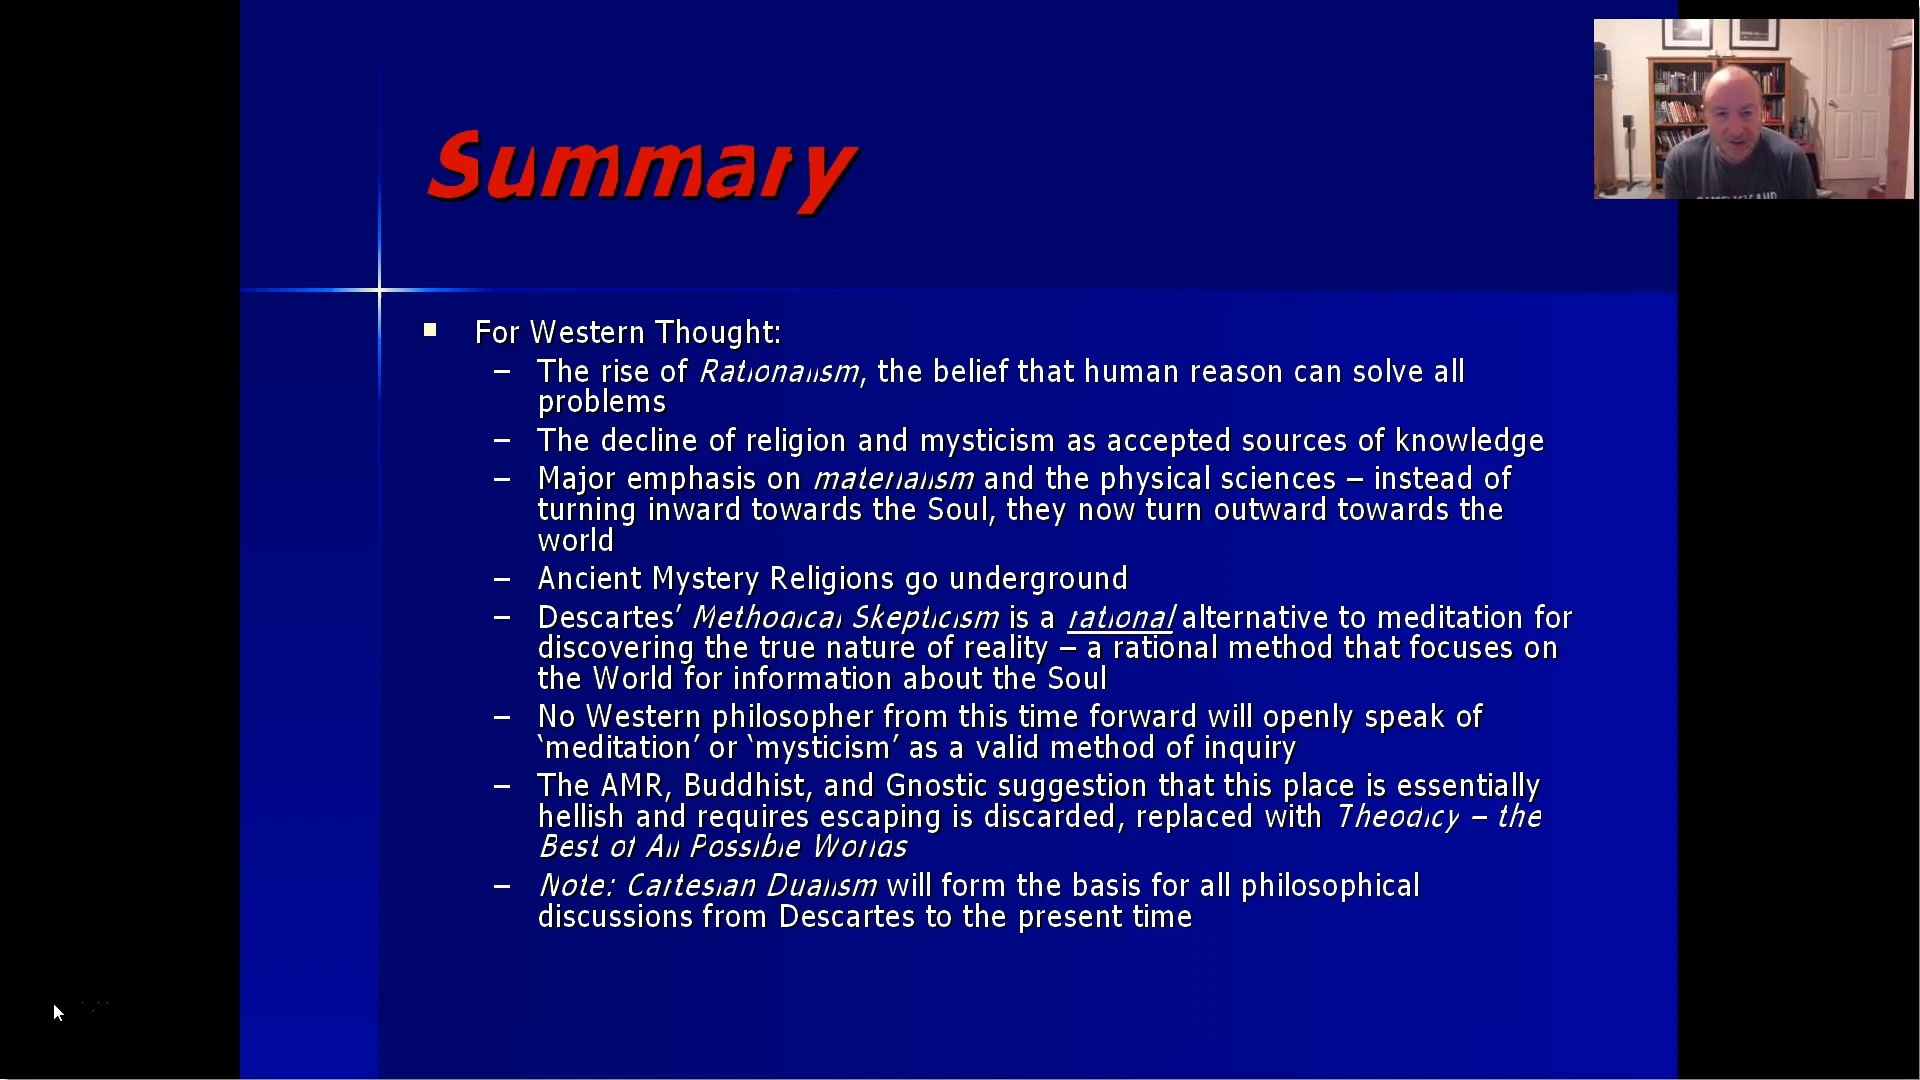 Summary
■ For Western Thought:
– The rise of Rationalism, the belief that human reason can solve all
problems
– The decline of religion and mysticism as accepted sources of knowledge
– Major emphasis on materialism and the physical sciences – instead of
turning inward towards the Soul, they now turn outward towards the
world
– Ancient Mystery Religions go underground
– Descartes’ Methodical Skepticism is a rational alternative to meditation for
discovering the true nature of reality – a rational method that focuses on
the World for information about the Soul
– No Western philosopher from this time forward will openly speak of
‘meditation’ or ‘mysticism’ as a valid method of inquiry
– The AMR, Buddhist, and Gnostic suggestion that this place is essentially
hellish and requires escaping is discarded, replaced with Theodicy – the
Best of All Possible Worlds
– Note: Cartesian Dualism will form the basis for all philosophical
discussions from Descartes to the present time